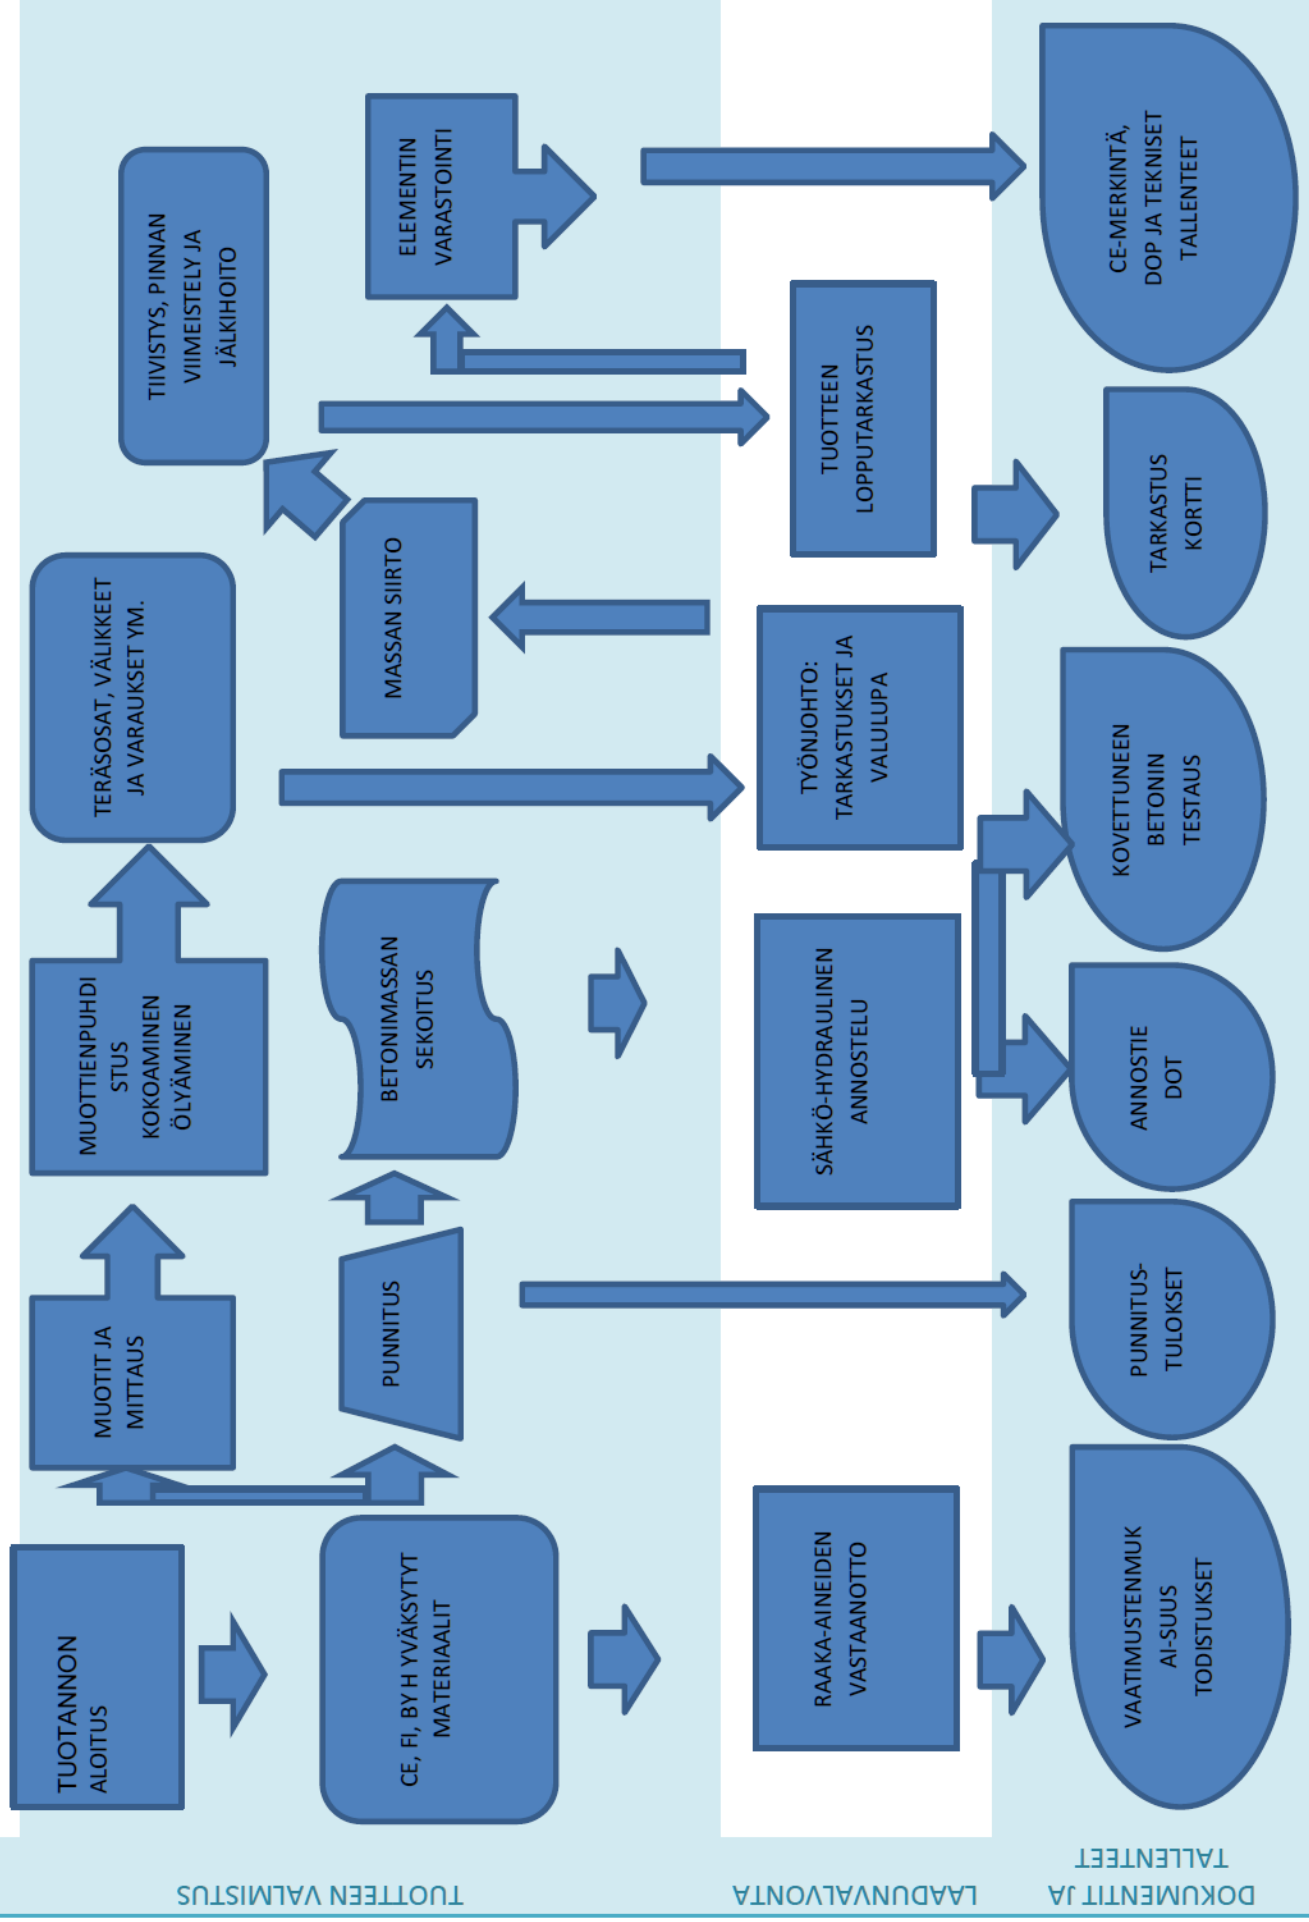 TUOTTEEN VALMISTUS
TUOTANNON
ALOITUS
MUOTIT JA
MITTAUS
MUOTTIENPUHDI
STUS
KOKOAMINEN
ÖLYÄMINEN
TERÄSOSAT, VÄLIKKEET
JA VARAUKSET YM.
TIIVISTYS, PINNAN
VIIMEISTELY JA
JÄLKIHOITO
CE, FI, BY H YVÄKSYTYT
MATERIAALIT
PUNNITUS
BETONIMASSAN
SEKOITUS
MASSAN SIIRTO
ELEMENTIN
VARASTOINTI
LAADUNVALVONTA
RAAKA-AINEIDEN
VASTAANOTTO
SÄHKÖ-HYDRAULINEN
ANNOSTELU
TYÖNJOHTO:
TARKASTUKSET JA
VALULUPA
TUOTTEEN
LOPPUTARKASTUS
DOKUMENTIT JA
TALLENTEET
VAATIMUSTENMUK
AI-SUUS
TODISTUKSET
PUNNITUS-
TULOKSET
ANNOSTIE
DOT
KOVETTUNEEN
BETONIN
TESTAUS
TARKASTUS
KORTTI
CE-MERKINTÄ,
DOP JA TEKNISET
TALLENTEET